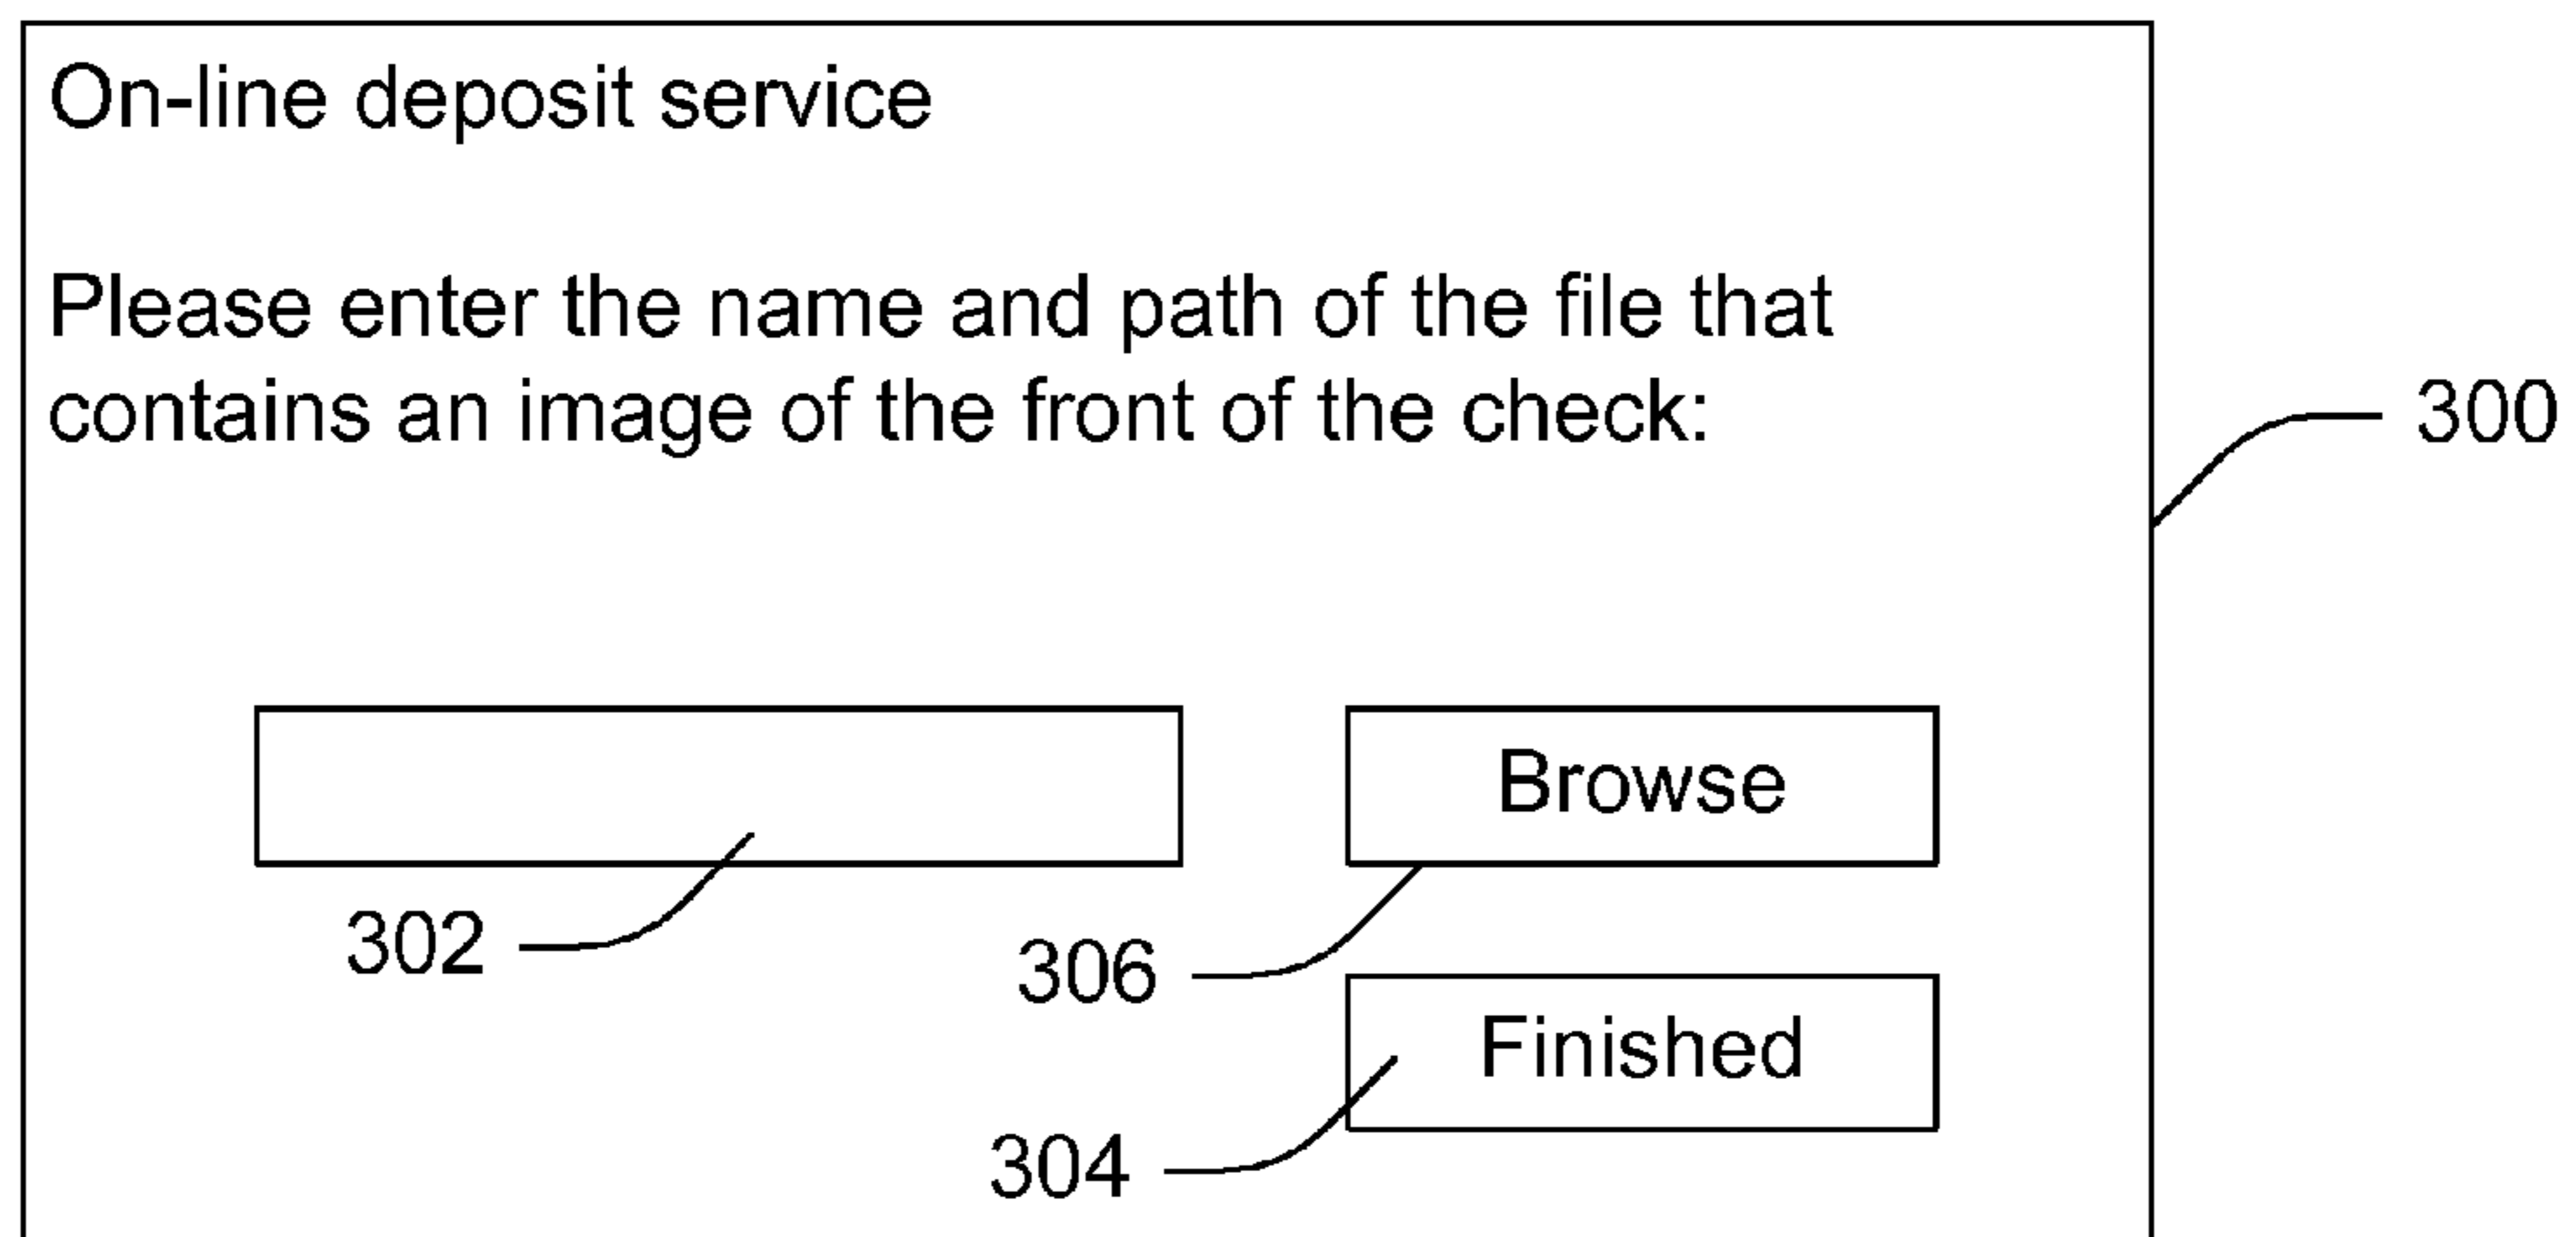 On-line deposit service
Please enter the name and path of the file that
contains an image of the front of the check:
300
Browse
302
306
Finished
304